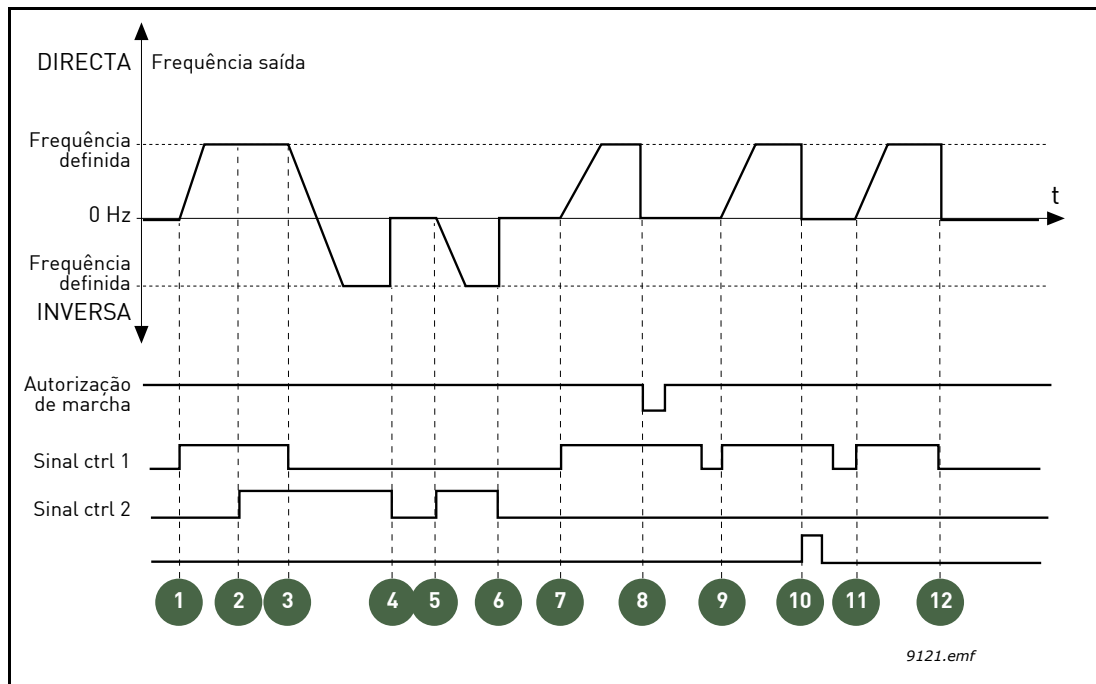 DIRECTA
Frequência saída
Frequência
definida
t
0 Hz
Frequência
definida
INVERSA
Autorização
de marcha
Sinal ctrl 1
Sinal ctrl 2
1 2 3 4 5 6 7 8 9 10 11 12
9121.emf